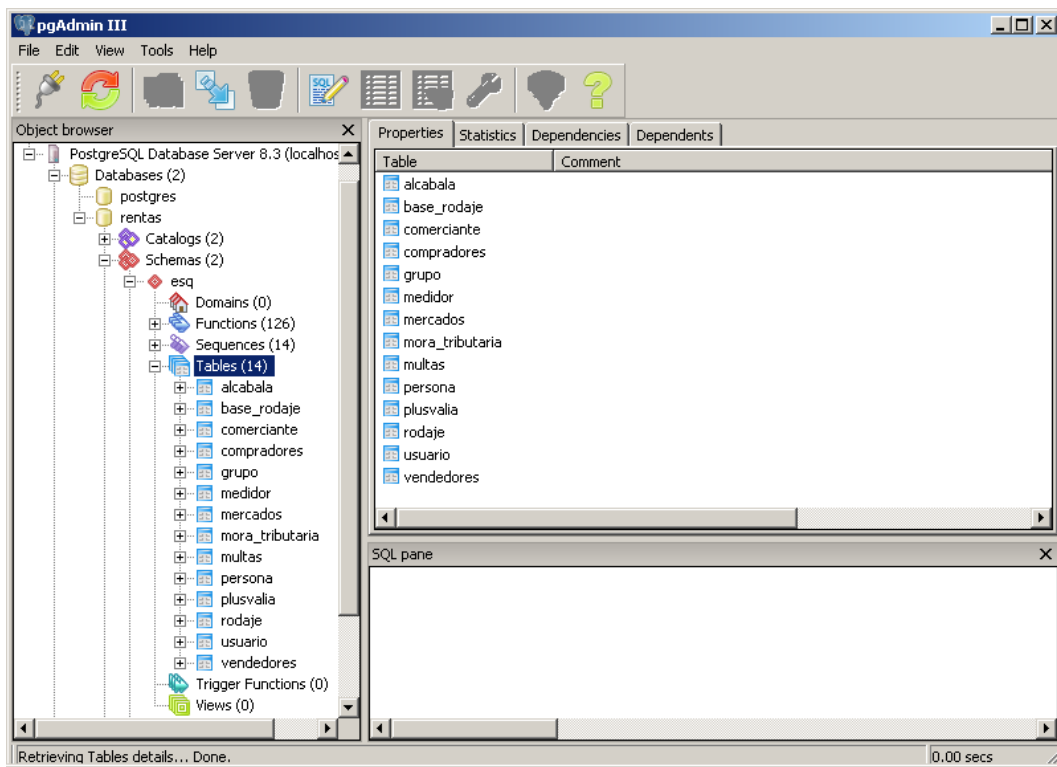 pgAdmin III
File Edit View Tools Help
SQL
Object browser
PostgreSQL Database Server 8.3 (localhos
Databases (2)
postgres
rentas
Catalogs (2)
Schemas (2)
esq
Domains (0)
Functions (126)
Sequences (14)
Tables (14)
alcabala
base_rodaje
comerciante
compradores
grupo
medidor
mercados
mora_tributaria
multas
persona
plusvalia
rodaje
usuario
vendedores
Trigger Functions (0)
Views (0)
Properties Statistics Dependencies Dependents
Table Comment
alcabala
base_rodaje
comerciante
compradores
grupo
medidor
mercados
mora_tributaria
multas
persona
plusvalia
rodaje
usuario
vendedores
SQL pane
Retrieving Tables details... Done.
0.00 secs